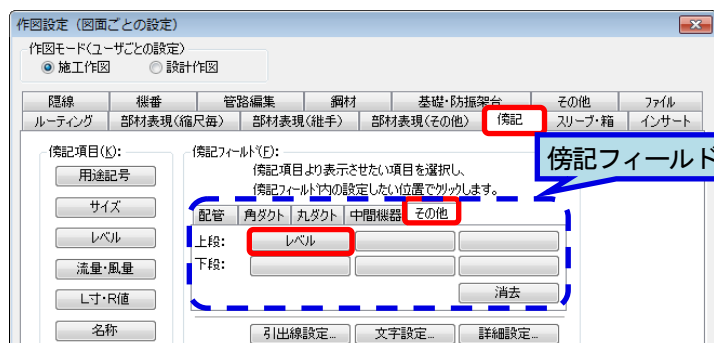 作図設定（図面ごとの設定）
作図モード(ユーザごとの設定)
施工作図 設計作図
隠線 機番 管路編集 鋼材 基礎・防振架台 その他 ファイル
ルーティング 部材表現(縮尺毎) 部材表現(継手) 部材表現(その他) 傍記 スリーブ・箱 インサート
傍記項目(K): 傍記フィールド(F):
傍記フィールド
用途記号
サイズ
レベル
流量・風量
L寸・R値
名称
傍記項目より表示させたい項目を選択し、
傍記フィールド内の設定したい位置でクリックします。
配管 角ダクト 丸ダクト 中間機器 その他
上段: レベル
下段:
消去
引出線設定... 文字設定... 詳細設定...